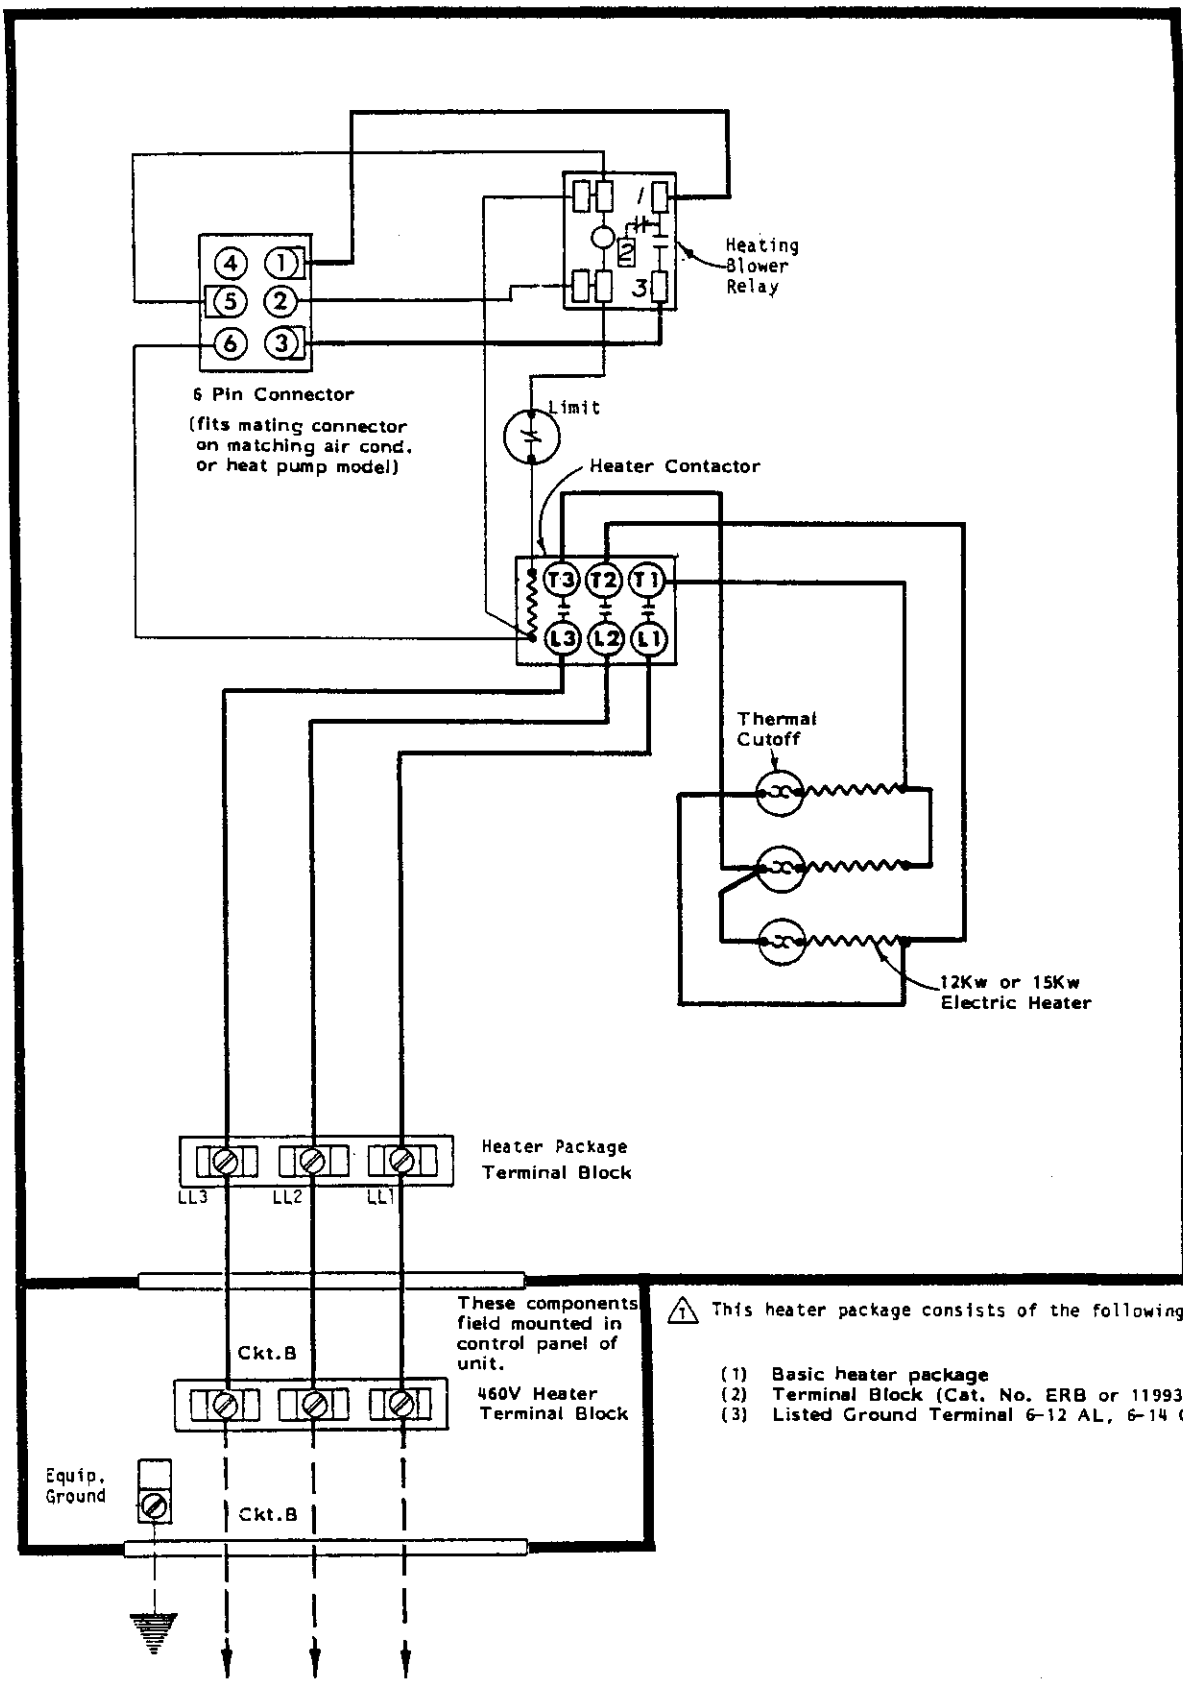 1
2
3
Heating
Blower
Relay
4 1
5 2
6 3
6 Pin Connector
(fits mating connector
on matching air cond.
or heat pump model)
Limit
Heater Contactor
T3 T2 T1
L3 L2 L1
Thermal
Cutoff
12Kw or 15Kw
Electric Heater
Heater Package
Terminal Block
LL3 LL2 LL1
These components
field mounted in
control panel of
unit.
Ckt.B
460V Heater
Terminal Block
Equip.
Ground
Ckt.B
1 This heater package consists of the following
(1) Basic heater package
(2) Terminal Block (Cat. No. ERB or 11993
(3) Listed Ground Terminal 6-12 AL, 6-14